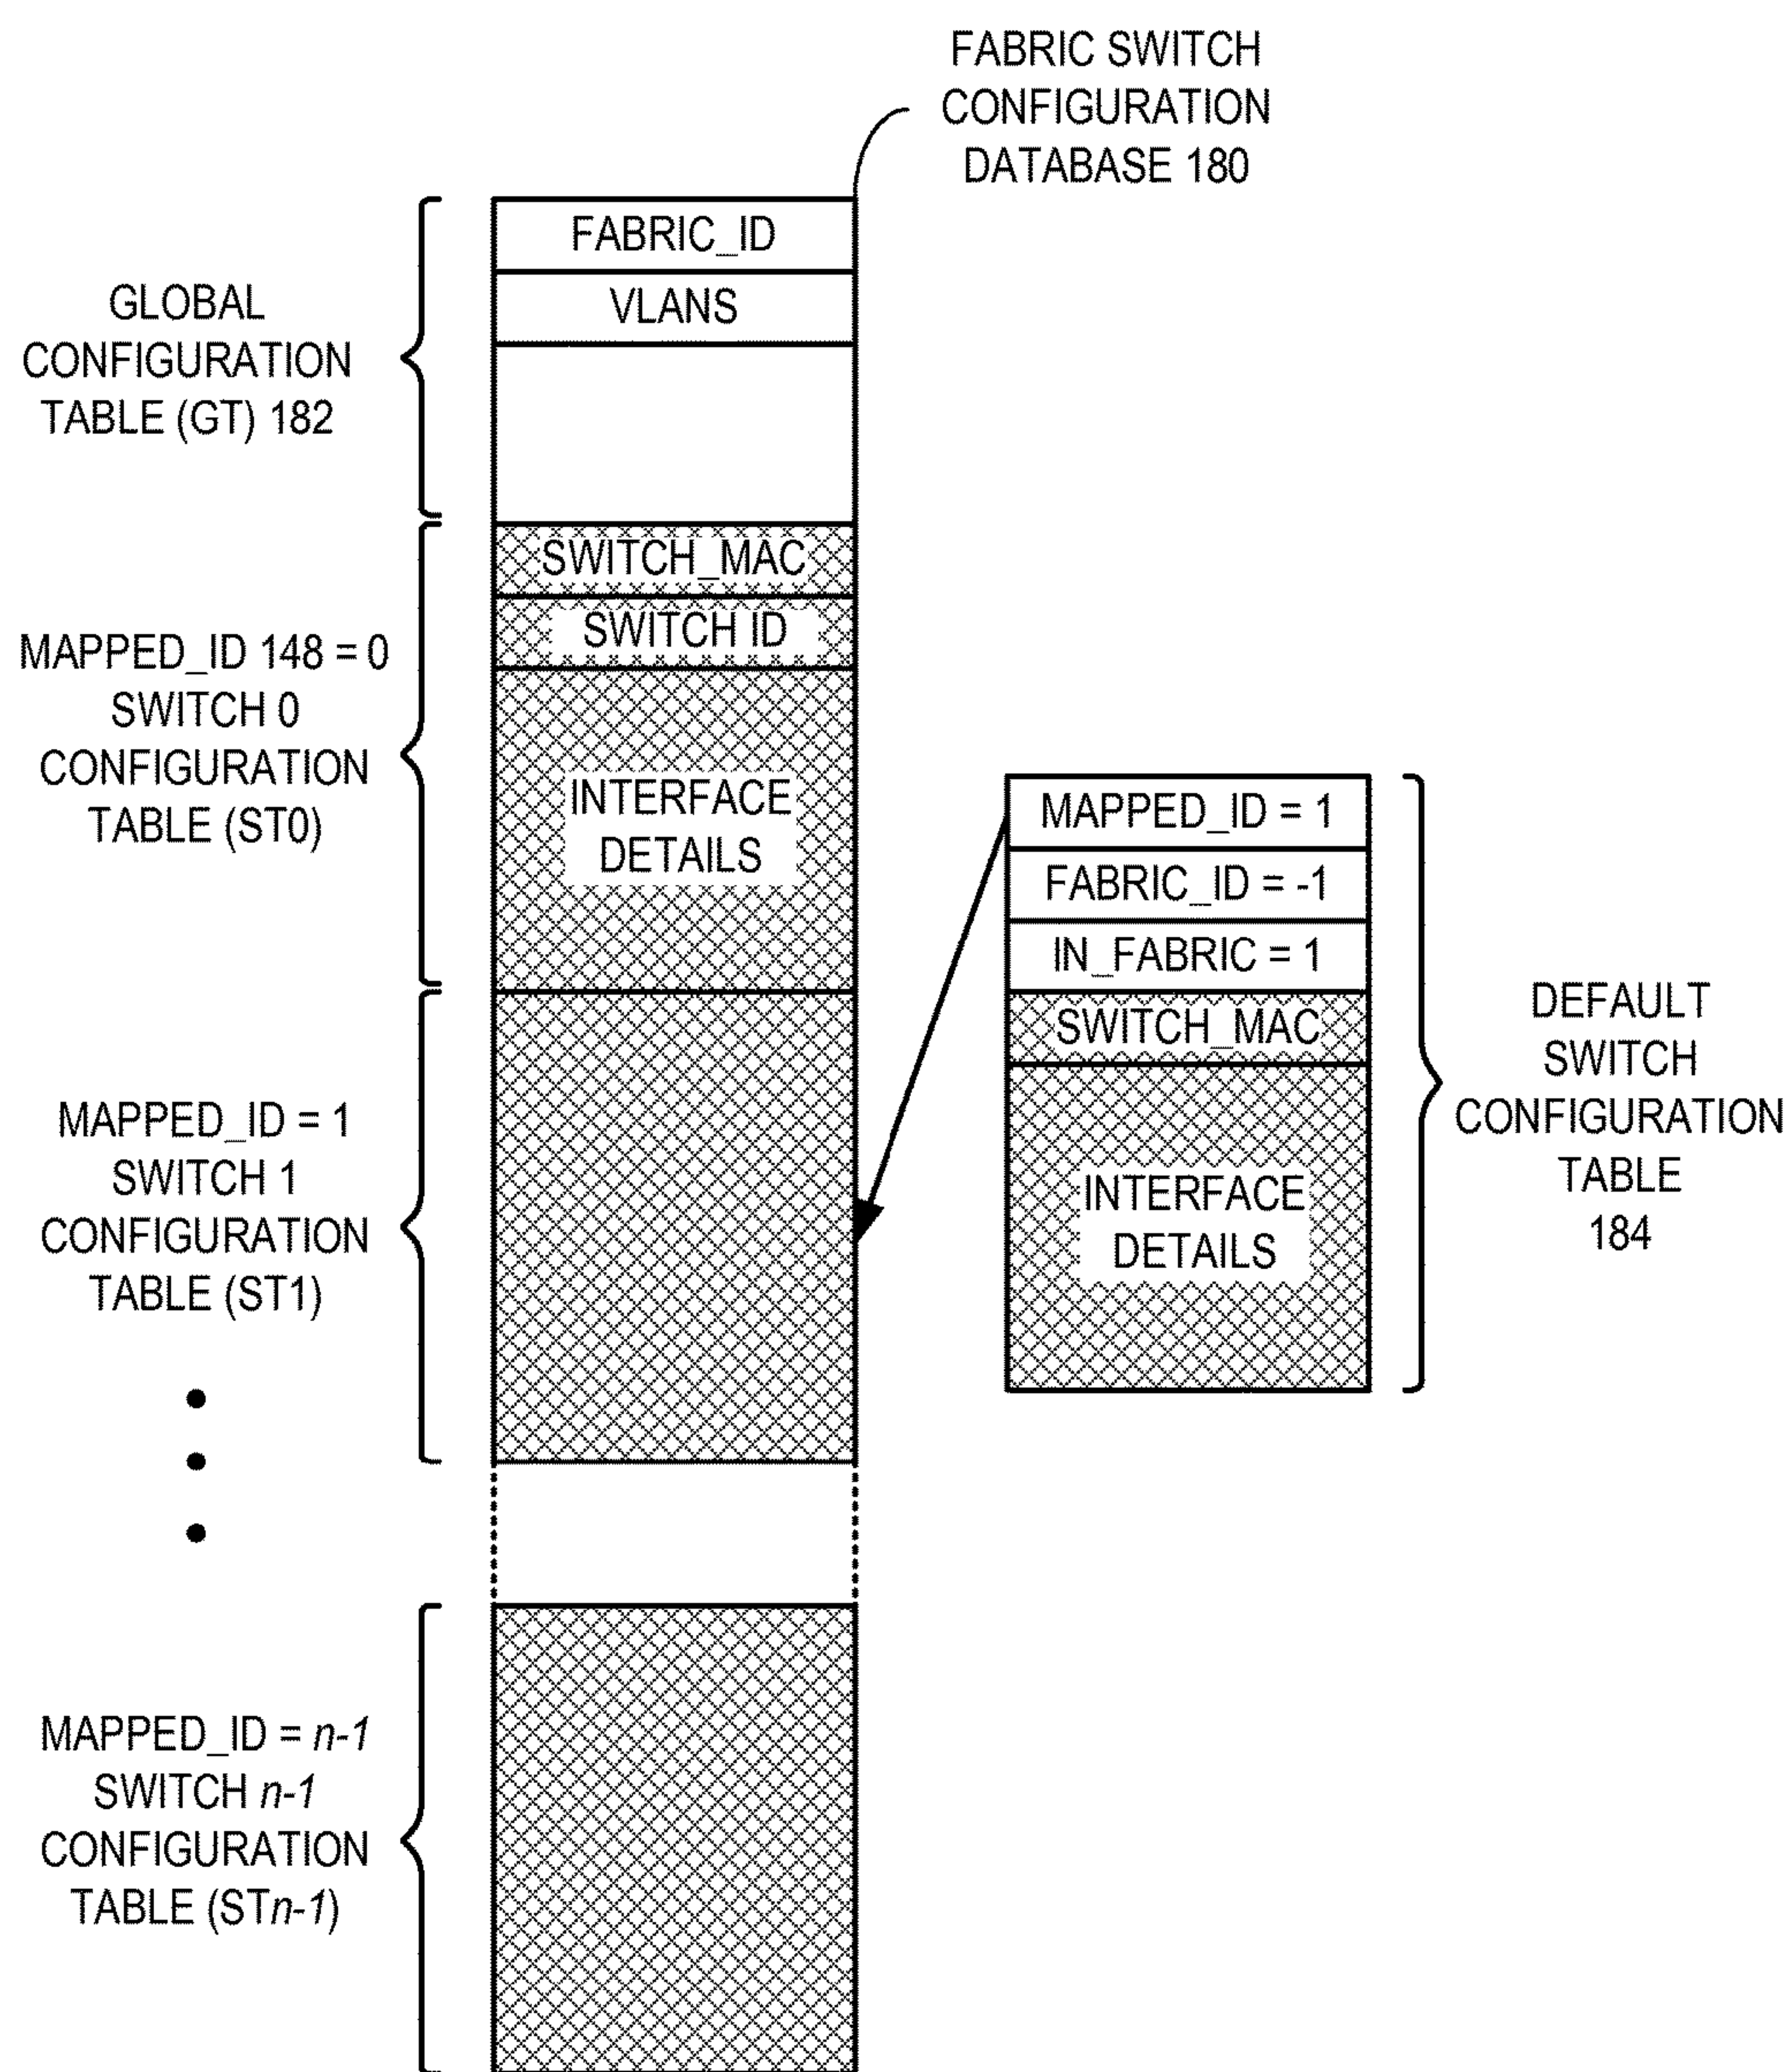 FABRIC SWITCH
CONFIGURATION
DATABASE 180
GLOBAL
CONFIGURATION
TABLE (GT) 182
FABRIC_ID
VLANS
MAPPED_ID 148 = 0
SWITCH 0
CONFIGURATION
TABLE (ST0)
SWITCH_MAC
SWITCH ID
INTERFACE
DETAILS
MAPPED_ID = 1
FABRIC_ID = -1
IN_FABRIC = 1
SWITCH_MAC
INTERFACE
DETAILS
DEFAULT
SWITCH
CONFIGURATION
TABLE
184
MAPPED_ID = 1
SWITCH 1
CONFIGURATION
TABLE (ST1)
MAPPED_ID = n-1
SWITCH n-1
CONFIGURATION
TABLE (STn-1)